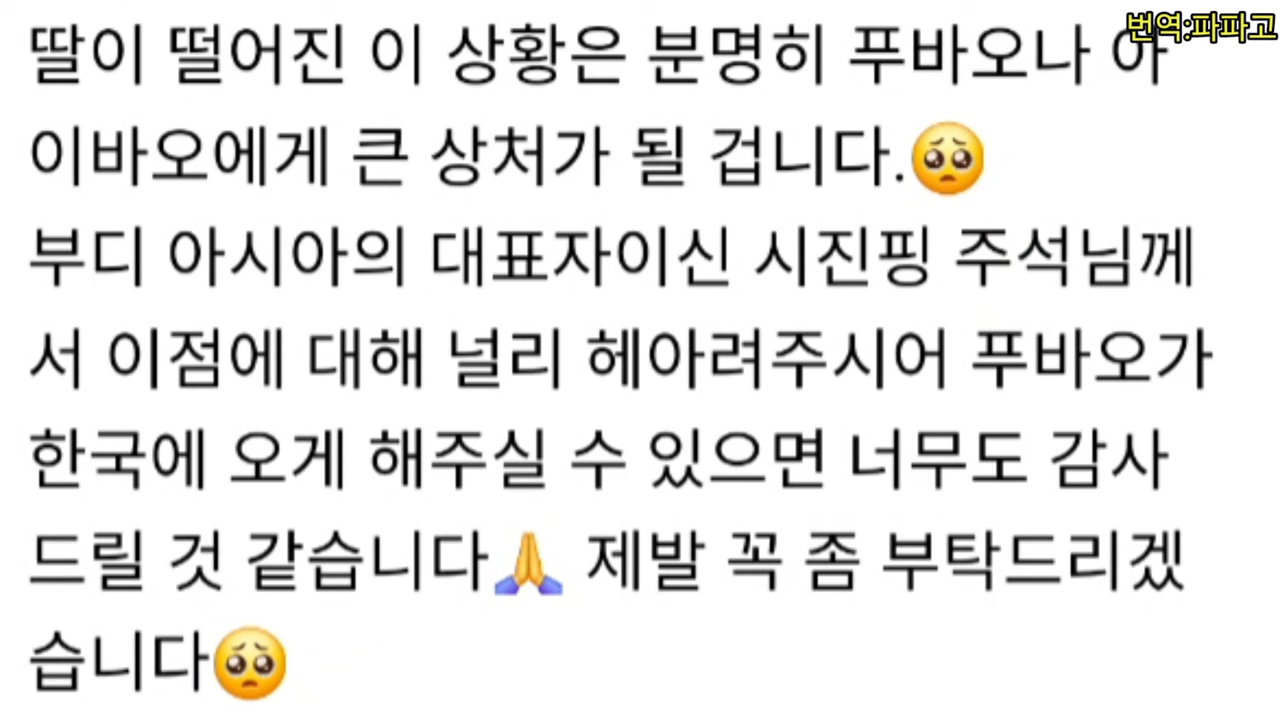 번역:파파고
딸이 떨어진 이 상황은 분명히 푸바오나 아
이바오에게 큰 상처가 될 겁니다.🥺
부디 아시아의 대표자이신 시진핑 주석님께
서 이점에 대해 널리 헤아려주시어 푸바오가
한국에 오게 해주실 수 있으면 너무도 감사
드릴 것 같습니다🙏 제발 꼭 좀 부탁드리겠
습니다🥺